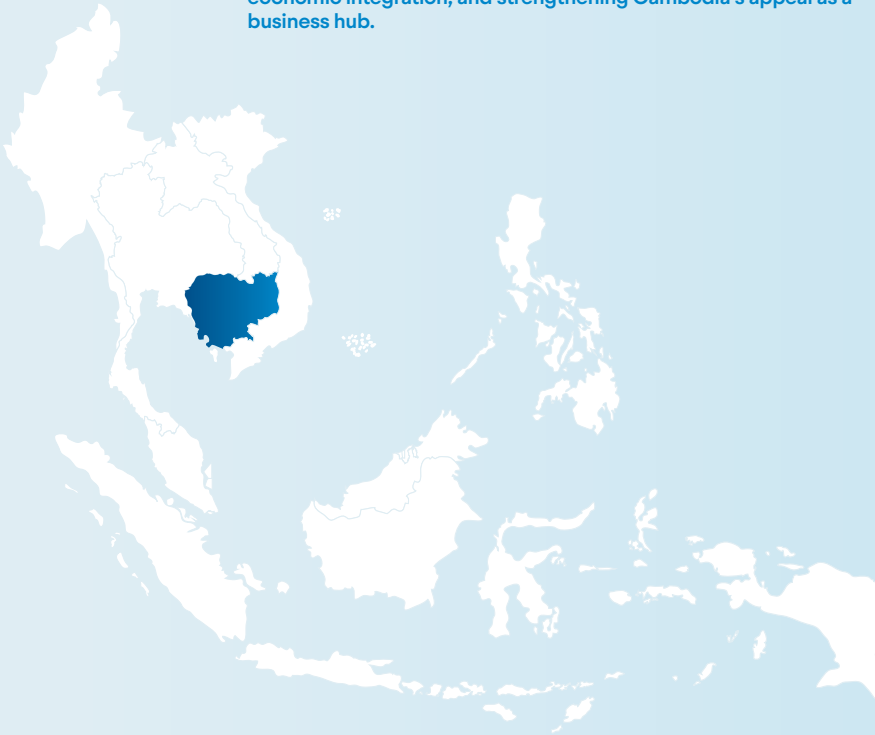 economic integration, and strengthening Cambodia's appeal as a
business hub.